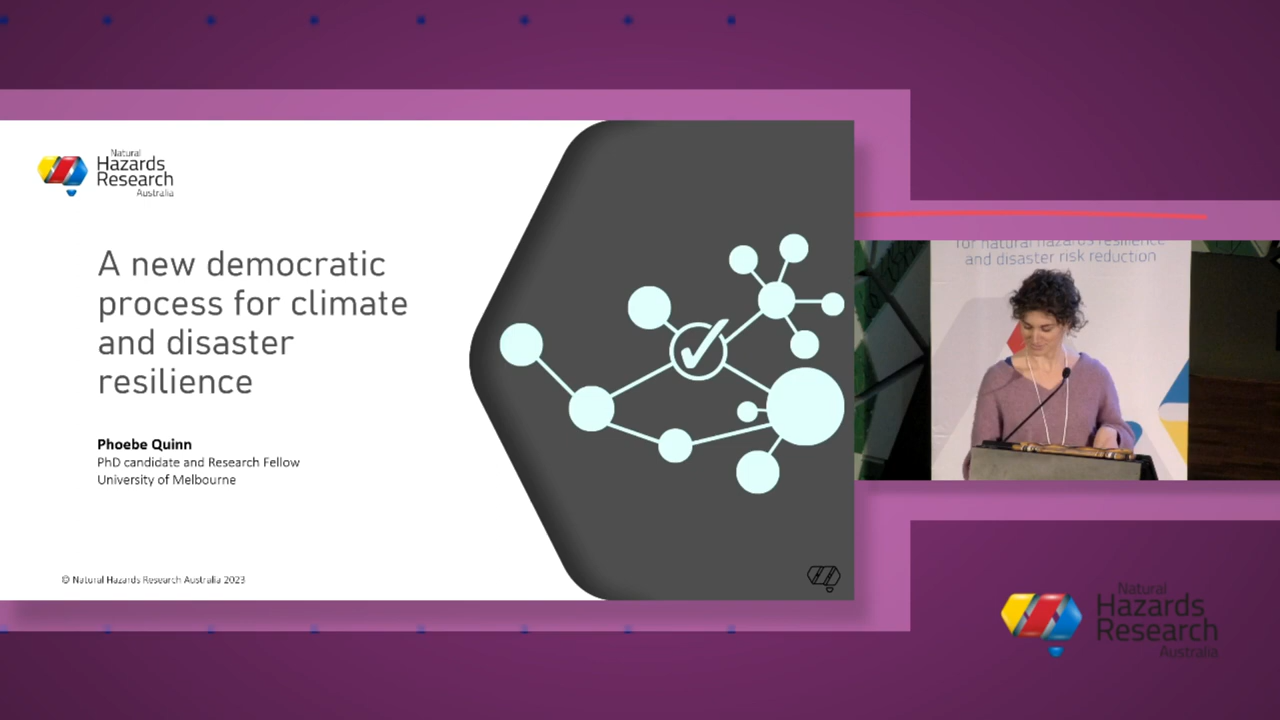 Natural
Hazards
Research
Australia
A new democratic
process for climate
and disaster
resilience
Phoebe Quinn
PhD candidate and Research Fellow
University of Melbourne
© Natural Hazards Research Australia 2023
for natural hazards resilience
and disaster risk reduction
Natural
Hazards
Research
Australia